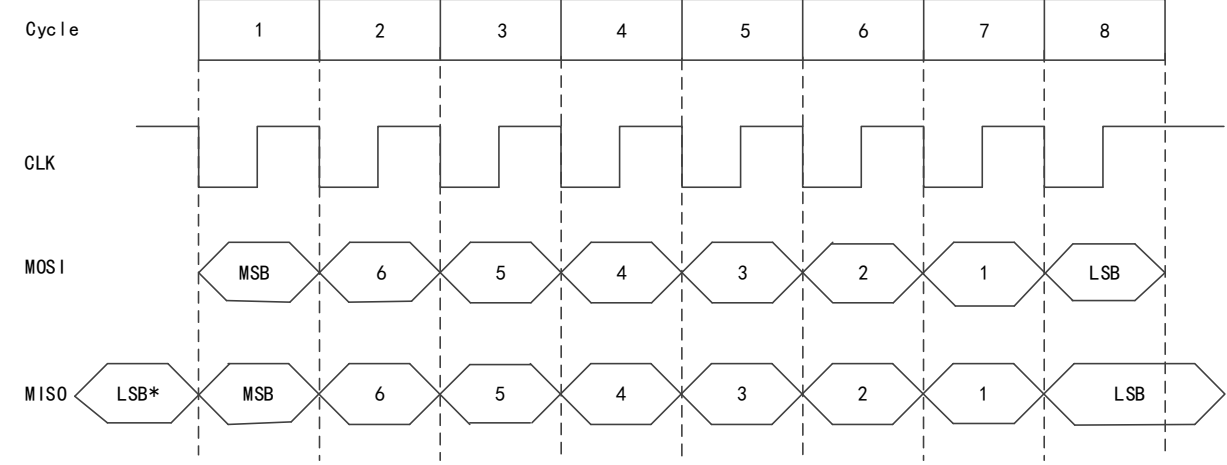 Cycle 1 2 3 4 5 6 7 8
CLK
MOSI MSB 6 5 4 3 2 1 LSB
MISO LSB* MSB 6 5 4 3 2 1 LSB